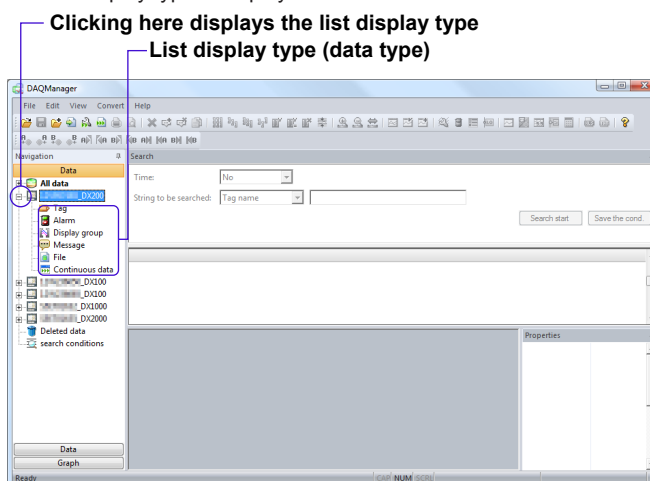 Clicking here displays the list display type
List display type (data type)
DAQManager
File Edit View Convert Help
Navigation
Search
Data
All data
_DX200
Tag
Alarm
Display group
Message
File
Continuous data
_DX100
_DX100
_DX1000
_DX2000
Deleted data
search conditions
Time: No
String to be searched: Tag name
Search start Save the cond.
Properties
Data
Graph
Ready
CAP NUM SCRL